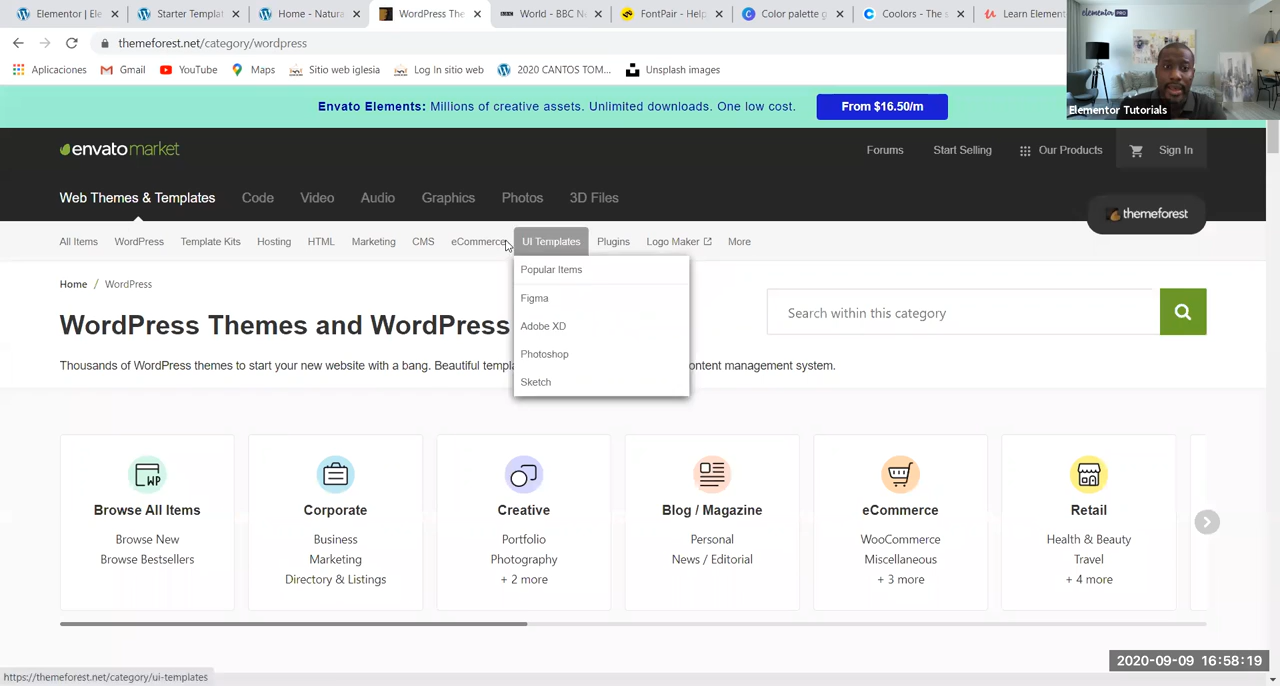 Elementor |
Starter Templat
Home - Natura
WordPress The
World - BBC N
FontPair - Help
Color palette g
Coolors - The s
Learn Element
themeforest.net/category/wordpress
Aplicaciones
Gmail
YouTube
Maps
Sitio web iglesia
Log In sitio web
2020 CANTOS TOM...
Unsplash images
elementor PRO
Elementor Tutorials
Envato Elements: Millions of creative assets. Unlimited downloads. One low cost.
From $16.50/m
envatomarket
Forums
Start Selling
Our Products
Sign In
Web Themes & Templates
Code
Video
Audio
Graphics
Photos
3D Files
themeforest
All Items
WordPress
Template Kits
Hosting
HTML
Marketing
CMS
eCommerce
UI Templates
Plugins
Logo Maker
More
Popular Items
Figma
Adobe XD
Photoshop
Sketch
Home / WordPress
WordPress Themes and WordPress
Search within this category
Thousands of WordPress themes to start your new website with a bang. Beautiful templ
ontent management system.
Browse All Items
Browse New
Browse Bestsellers
Corporate
Business
Marketing
Directory & Listings
Creative
Portfolio
Photography
+ 2 more
Blog / Magazine
Personal
News / Editorial
eCommerce
WooCommerce
Miscellaneous
+ 3 more
Retail
Health & Beauty
Travel
+ 4 more
2020-09-09 16:58:19
https://themeforest.net/category/ui-templates